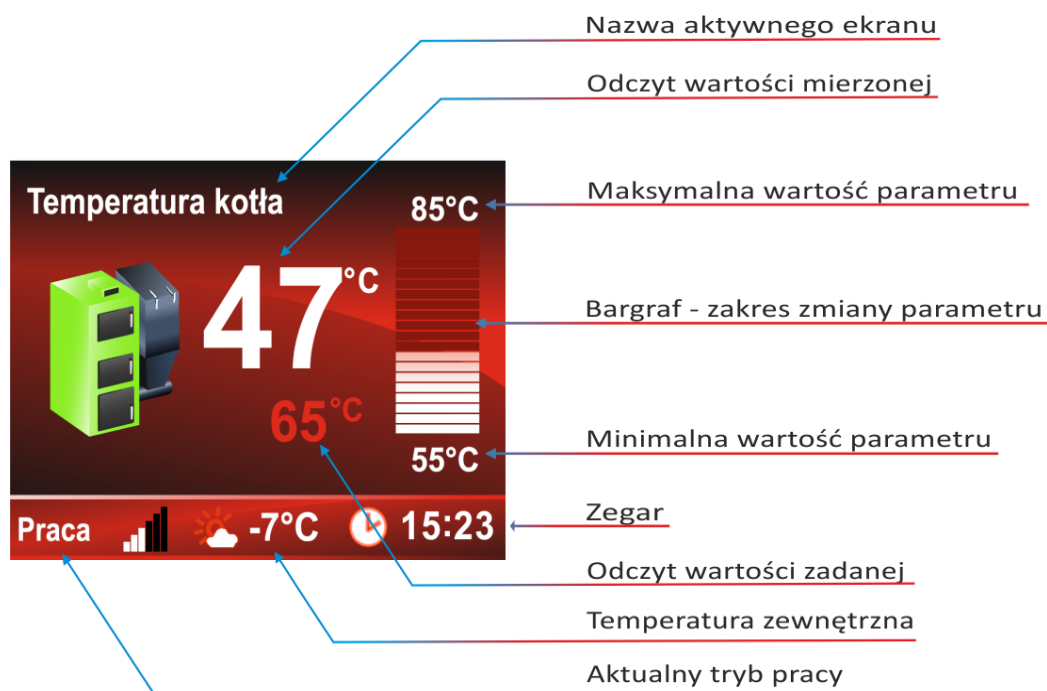 Nazwa aktywnego ekranu
Odczyt wartości mierzonej
Maksymalna wartość parametru
Bargraf - zakres zmiany parametru
Minimalna wartość parametru
Zegar
Odczyt wartości zadanej
Temperatura zewnętrzna
Aktualny tryb pracy
Temperatura kotła
85°C
47°C
65°C
55°C
Praca -7°C 15:23